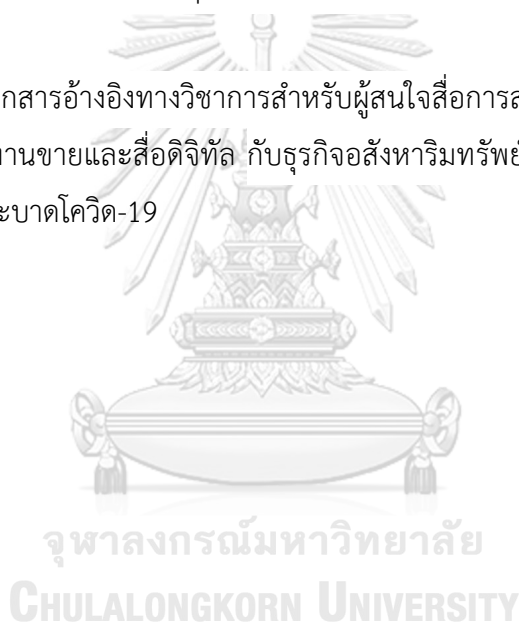 กสารอ้างอิงทางวิชาการสำหรับผู้สนใจสื่อการส
านขายและสื่อดิจิทัล กับธุรกิจอสังหาริมทรัพย์
ะบาดโควิด-19
จุฬาลงกรณ์มหาวิทยาลัย
CHULALONGKORN UNIVERSITY